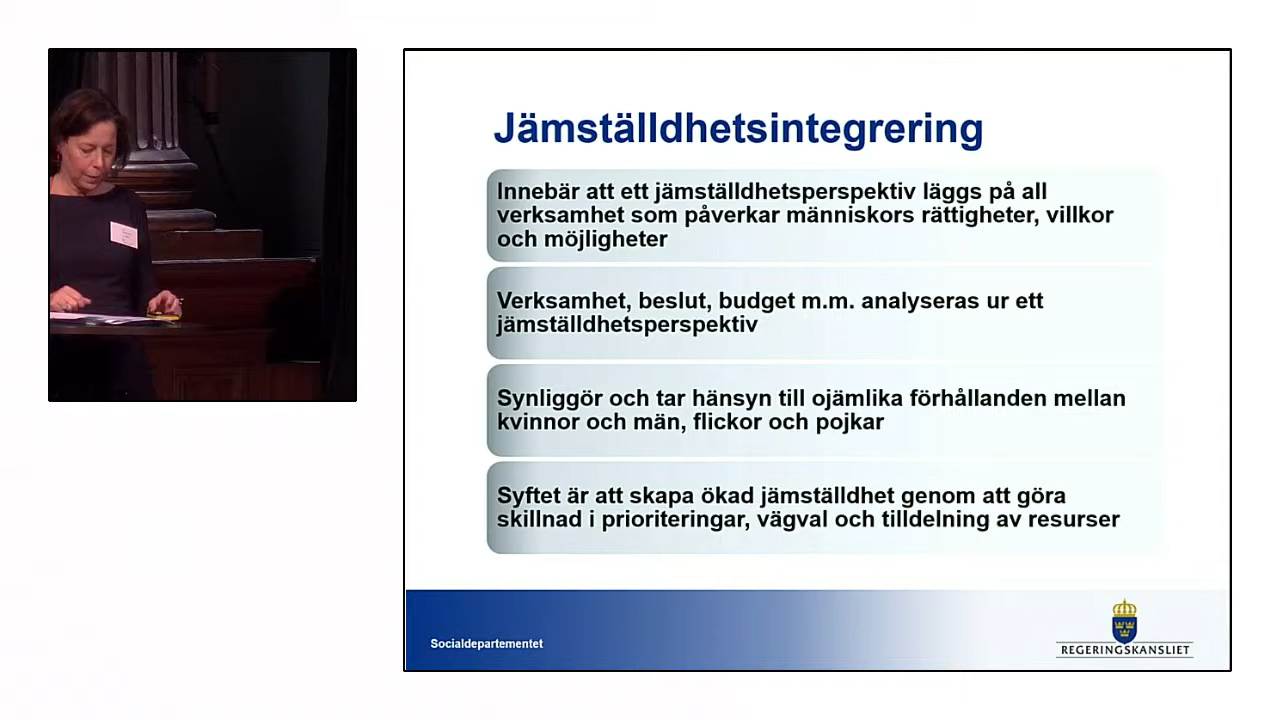 Jämställdhetsintegrering
Innebär att ett jämställdhetsperspektiv läggs på all
verksamhet som påverkar människors rättigheter, villkor
och möjligheter
Verksamhet, beslut, budget m.m. analyseras ur ett
jämställdhetsperspektiv
Synliggör och tar hänsyn till ojämlika förhållanden mellan
kvinnor och män, flickor och pojkar
Syftet är att skapa ökad jämställdhet genom att göra
skillnad i prioriteringar, vägval och tilldelning av resurser
Socialdepartementet
REGERINGSKANSLIET